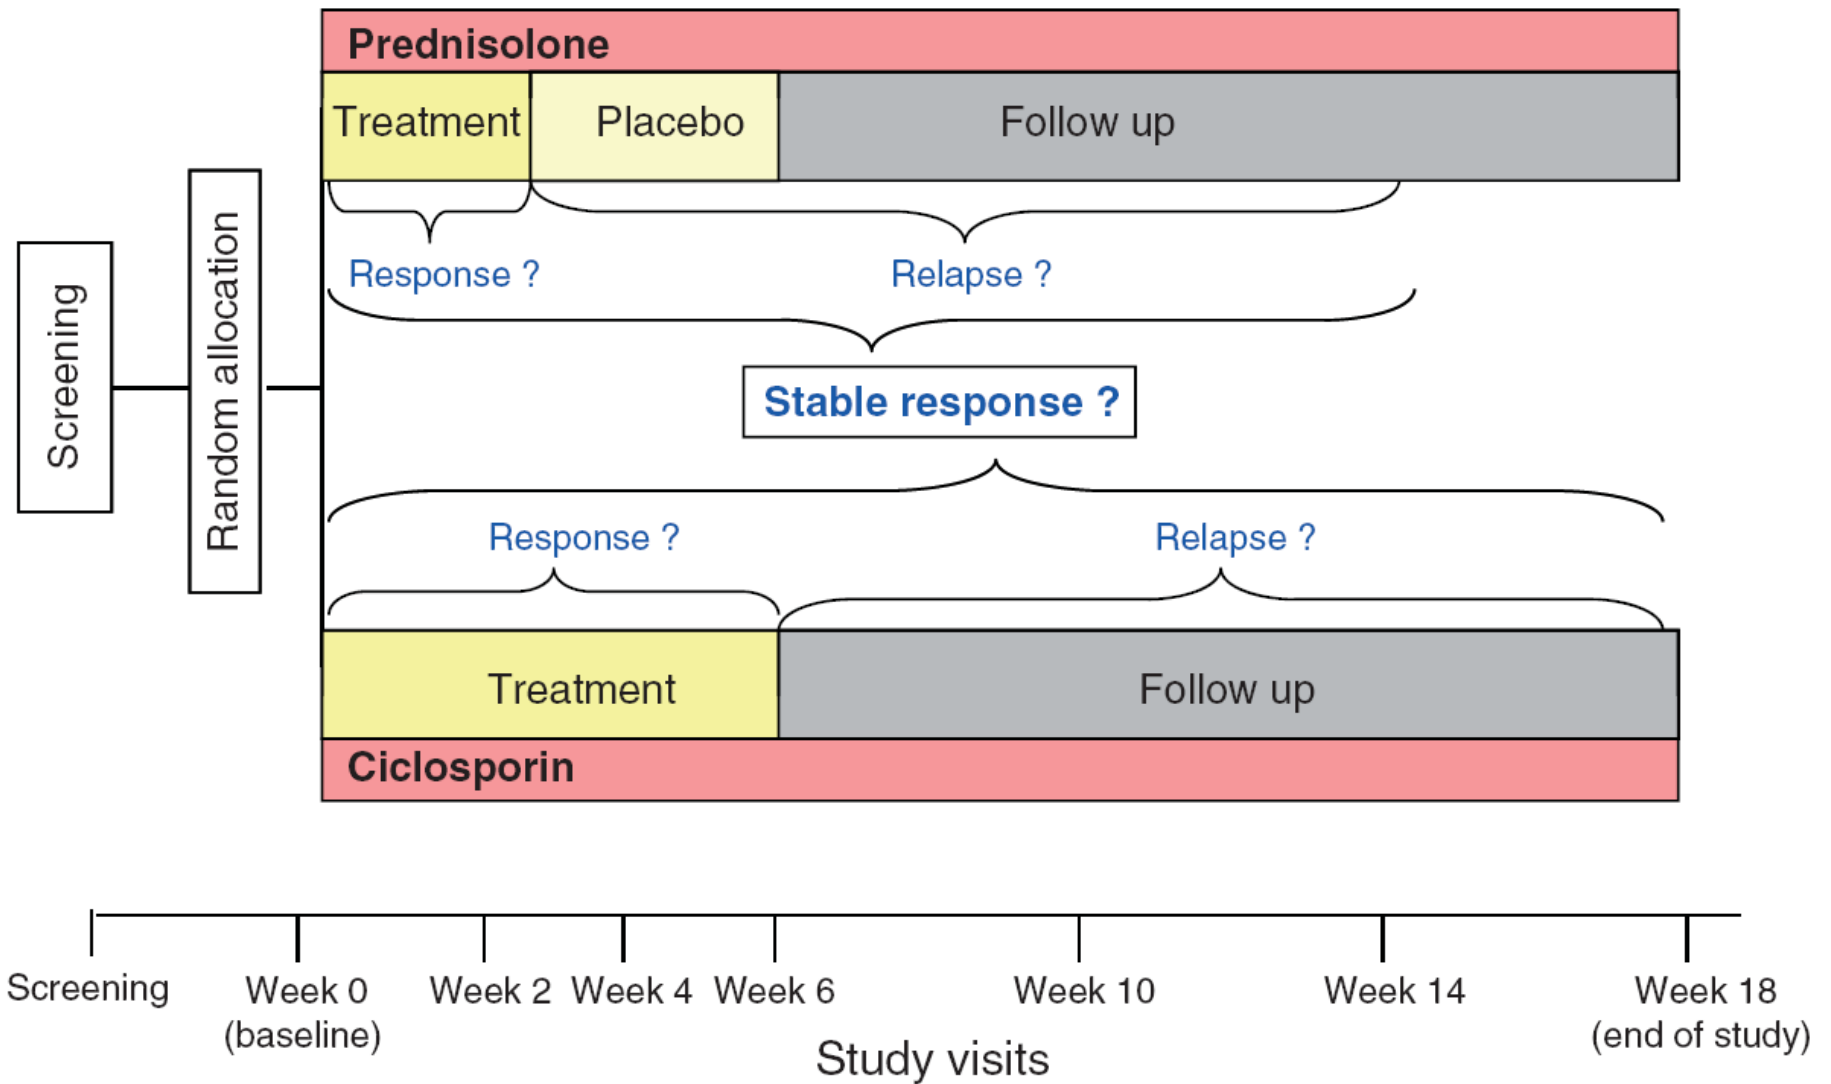 Prednisolone
Treatment
Placebo
Follow up
Response ?
Relapse ?
Screening
Random allocation
Stable response ?
Response ?
Relapse ?
Treatment
Follow up
Ciclosporin
Screening
Week 0
(baseline)
Week 2
Week 4
Week 6
Week 10
Week 14
Week 18
(end of study)
Study visits